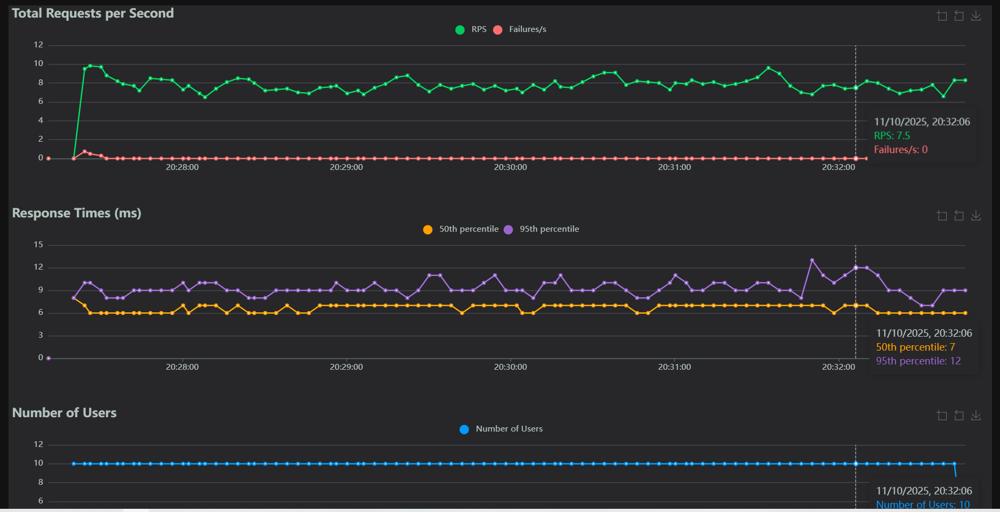 Total Requests per Second
RPS Failures/s
12
10
8
6
4
2
0
20:28:00 20:29:00 20:30:00 20:31:00 20:32:00
11/10/2025, 20:32:06
RPS: 7.5
Failures/s: 0
Response Times (ms)
50th percentile 95th percentile
15
12
9
6
3
0
20:28:00 20:29:00 20:30:00 20:31:00 20:32:00
11/10/2025, 20:32:06
50th percentile: 7
95th percentile: 12
Number of Users
Number of Users
12
10
8
6
11/10/2025, 20:32:06
Number of Users: 10